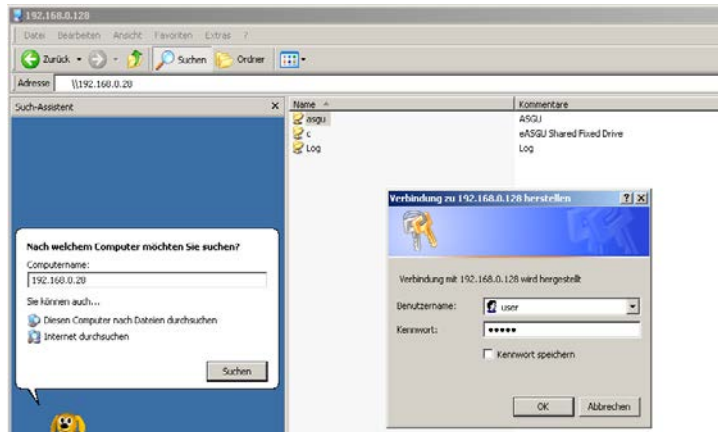 192.168.0.128
Datei Bearbeiten Ansicht Favoriten Extras ?
Zurück Suchen Ordner
Adresse \\192.168.0.28
Such-Assistent
Name Kommentare
asgu ASGU
c eASGU Shared Fixed Drive
Log Log
Nach welchem Computer möchten Sie suchen?
Computername:
192.168.0.28
Sie können auch...
Diesen Computer nach Dateien durchsuchen
Internet durchsuchen
Suchen
Verbindung zu 192.168.0.128 herstellen
Verbindung mit 192.168.0.128 wird hergestellt
Benutzername: user
Kennwort: •••••
Kennwort speichern
OK Abbrechen